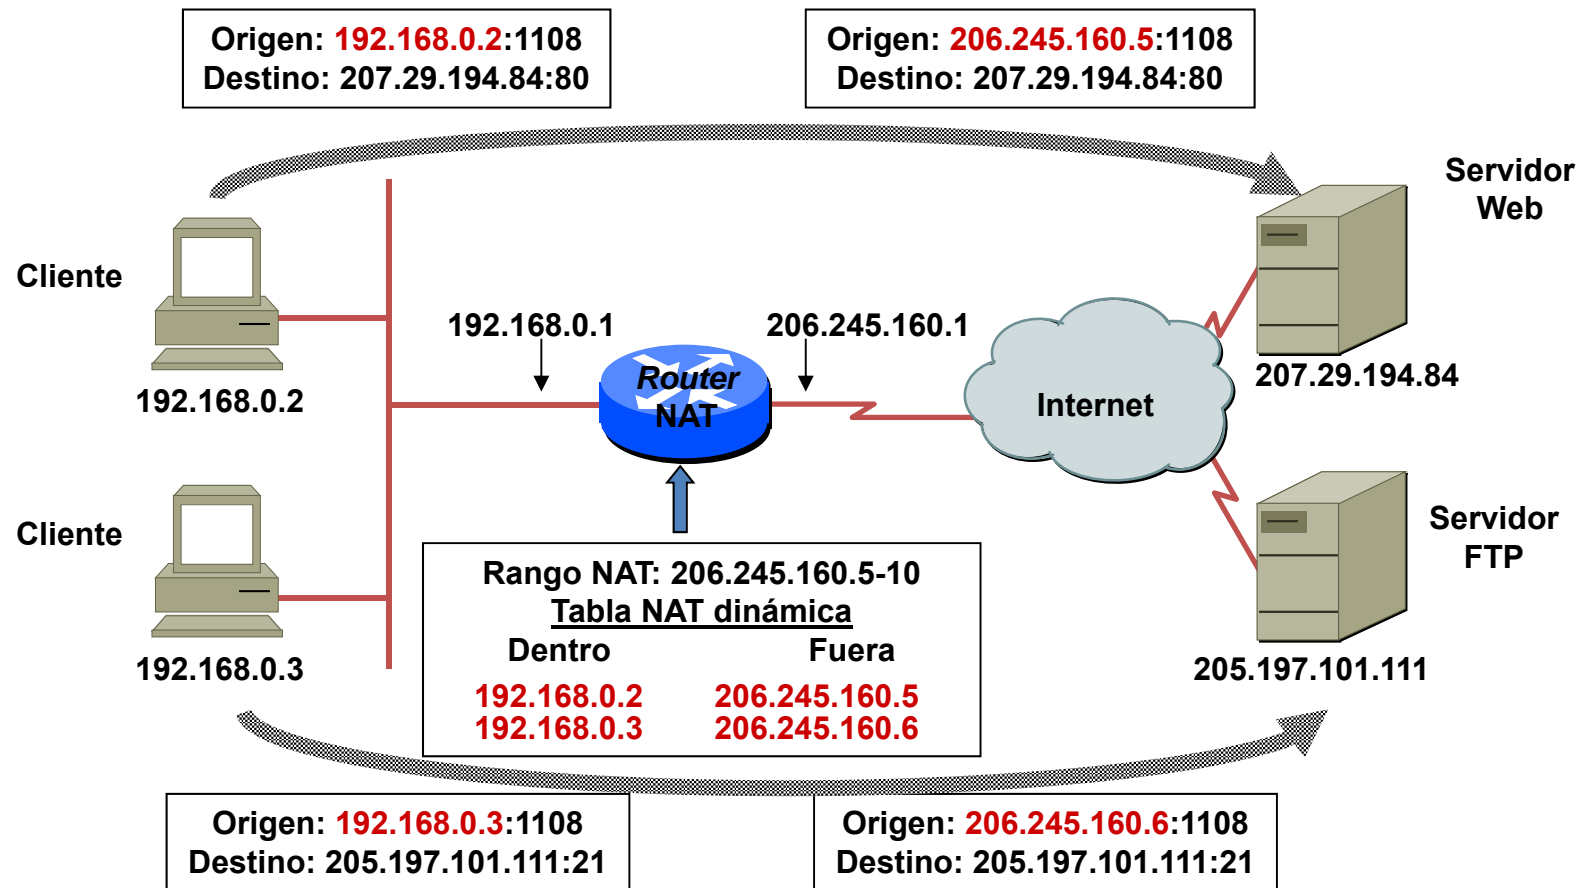 Origen: 192.168.0.2:1108
Destino: 207.29.194.84:80
Origen: 206.245.160.5:1108
Destino: 207.29.194.84:80
Servidor
Web
Cliente
192.168.0.1
206.245.160.1
Router
NAT
Internet
207.29.194.84
192.168.0.2
Cliente
Servidor
FTP
Rango NAT: 206.245.160.5-10
Tabla NAT dinámica
Dentro Fuera
192.168.0.2 206.245.160.5
192.168.0.3 206.245.160.6
192.168.0.3
205.197.101.111
Origen: 192.168.0.3:1108
Destino: 205.197.101.111:21
Origen: 206.245.160.6:1108
Destino: 205.197.101.111:21